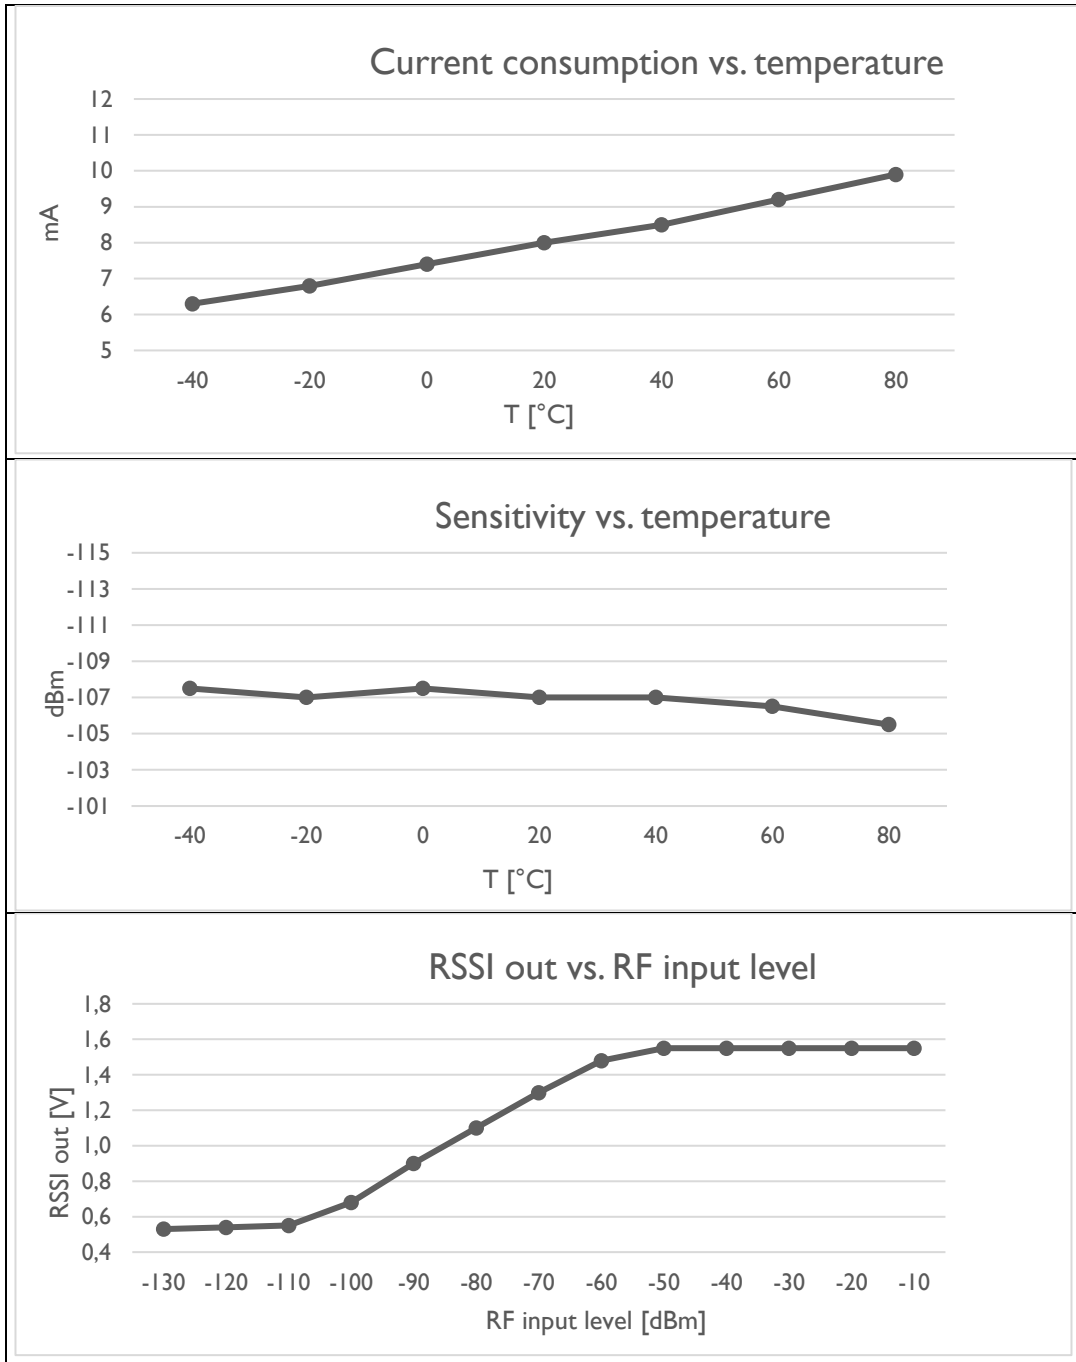 Current consumption vs. temperature
12
11
10
9
8
7
6
5
mA
-40 -20 0 20 40 60 80
T [°C]
Sensitivity vs. temperature
-115
-113
-111
-109
-107
-105
-103
-101
dBm
-40 -20 0 20 40 60 80
T [°C]
RSSI out vs. RF input level
1,8
1,6
1,4
1,2
1,0
0,8
0,6
0,4
RSSI out [V]
-130 -120 -110 -100 -90 -80 -70 -60 -50 -40 -30 -20 -10
RF input level [dBm]